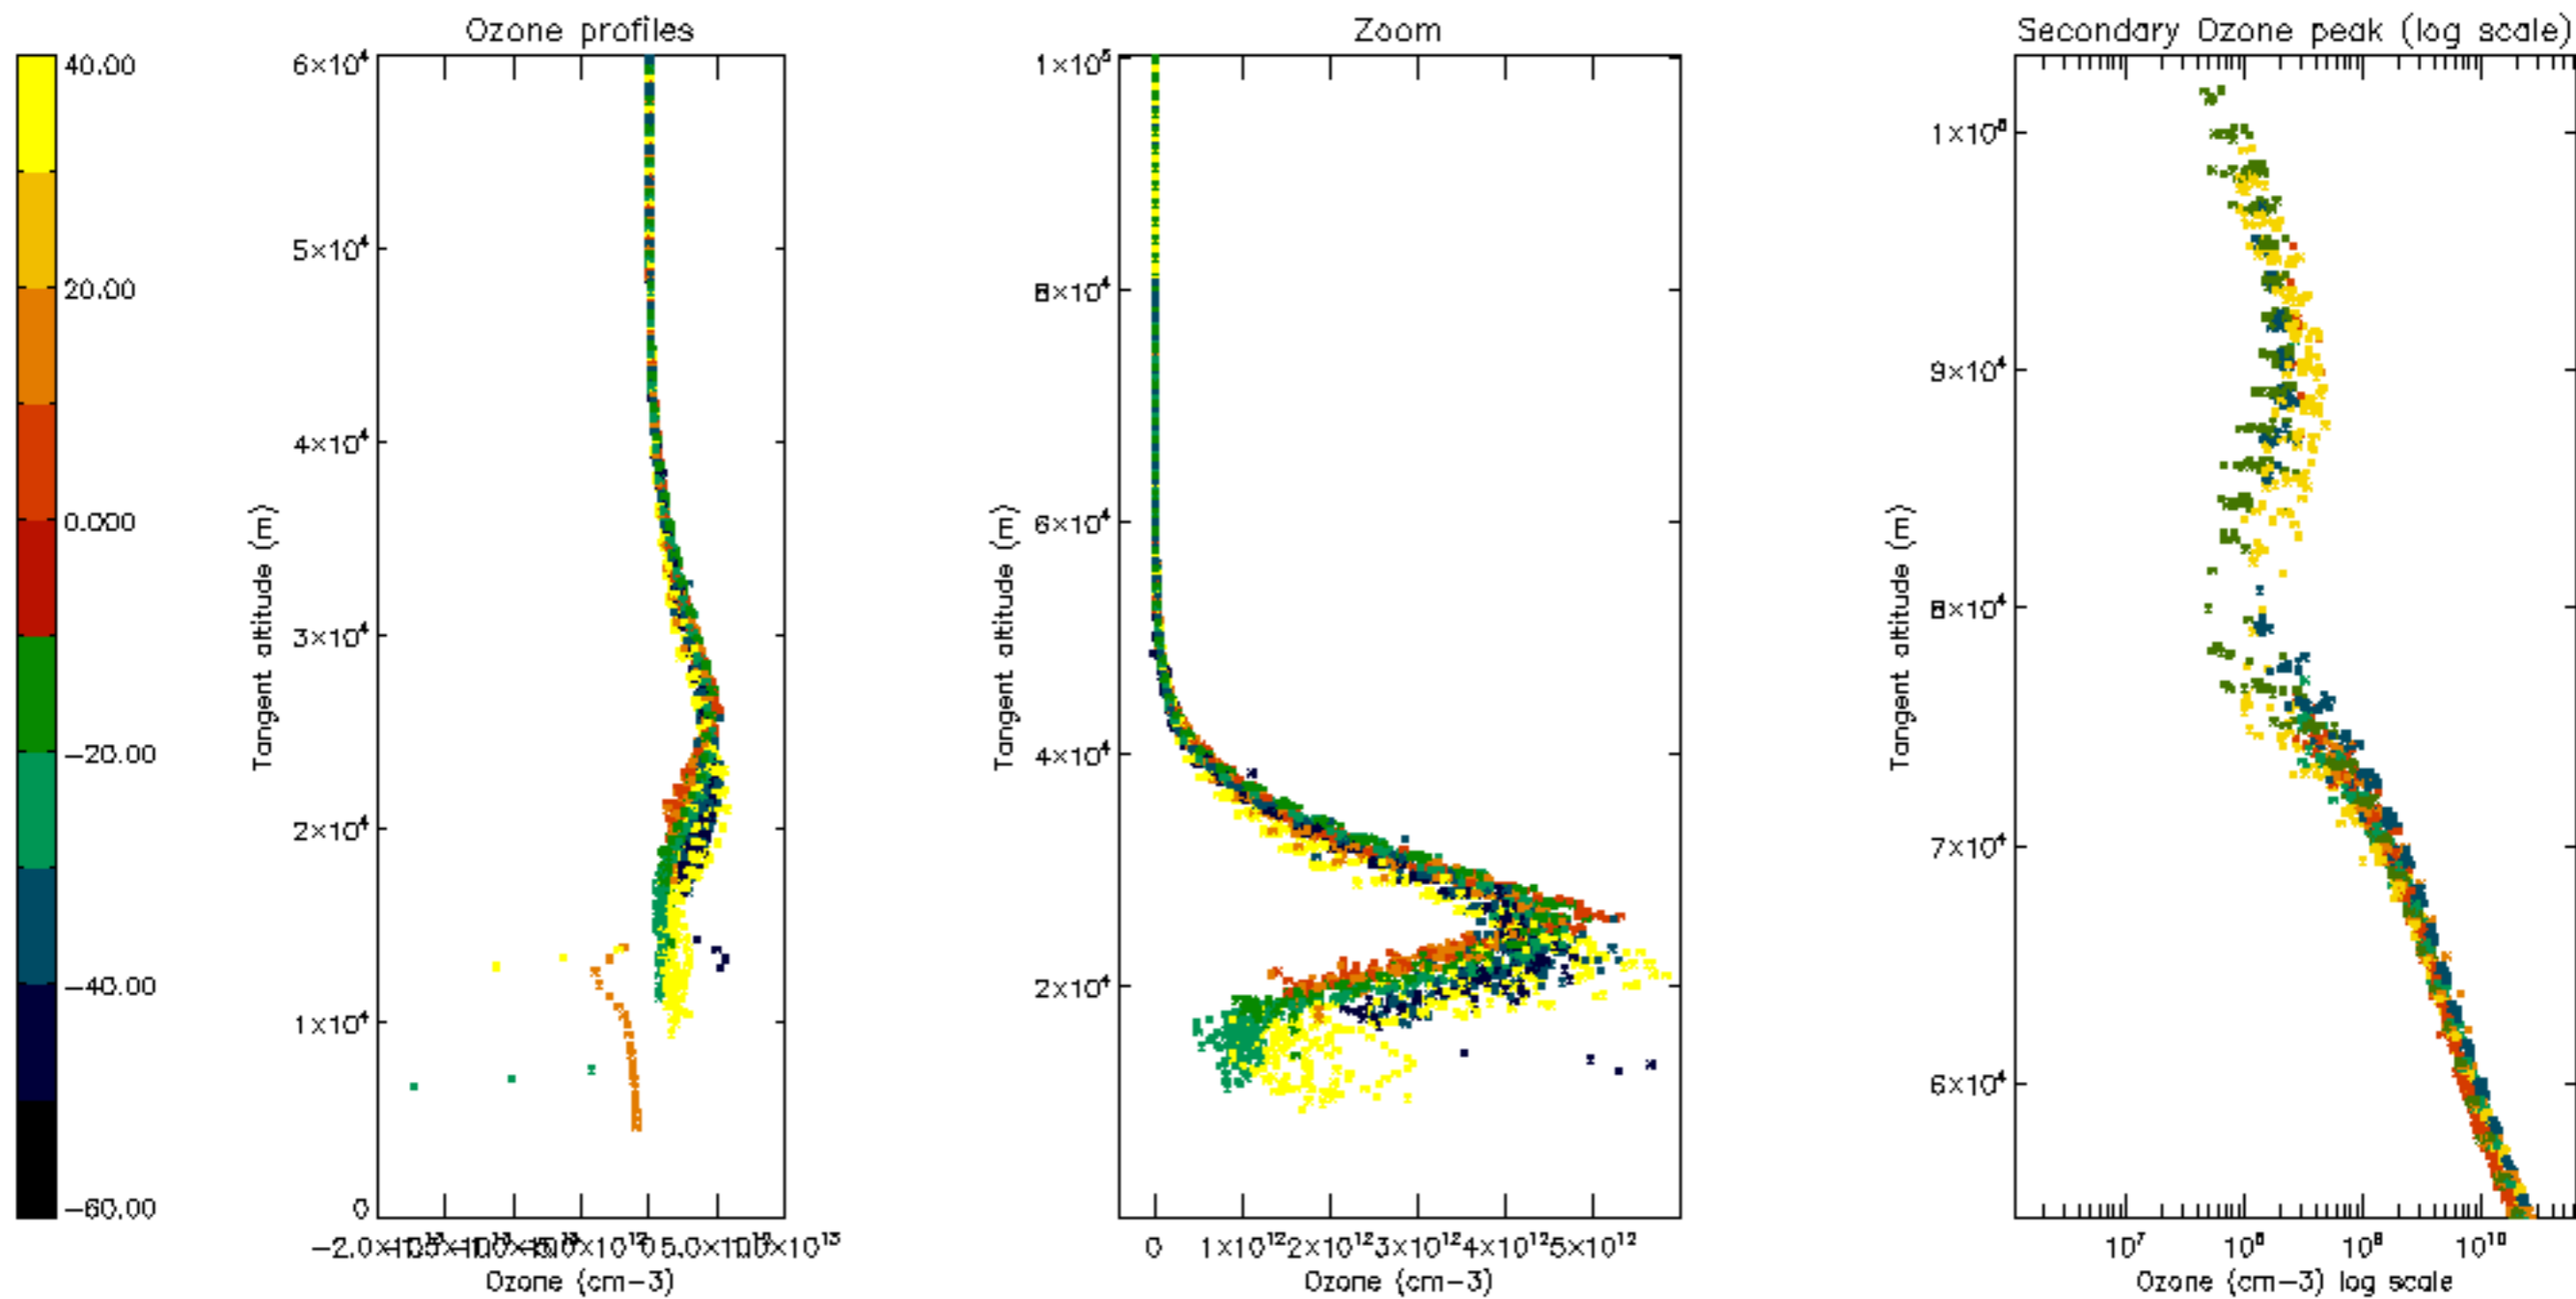 Ozone profiles
Zoom
Secondary Ozone peak (log scale)
40.00
20.00
0.000
-20.00
-40.00
-60.00
6×10⁴
5×10⁴
4×10⁴
3×10⁴
2×10⁴
1×10⁴
0
Tangent altitude (m)
Ozone (cm-3)
1×10⁵
8×10⁴
6×10⁴
4×10⁴
2×10⁴
Tangent altitude (m)
0 1×10¹² 2×10¹² 3×10¹² 4×10¹² 5×10¹²
Ozone (cm-3)
9×10⁴
8×10⁴
7×10⁴
6×10⁴
Tangent altitude (m)
10⁷ 10⁸ 10⁹ 10¹⁰
Ozone (cm-3) log scale